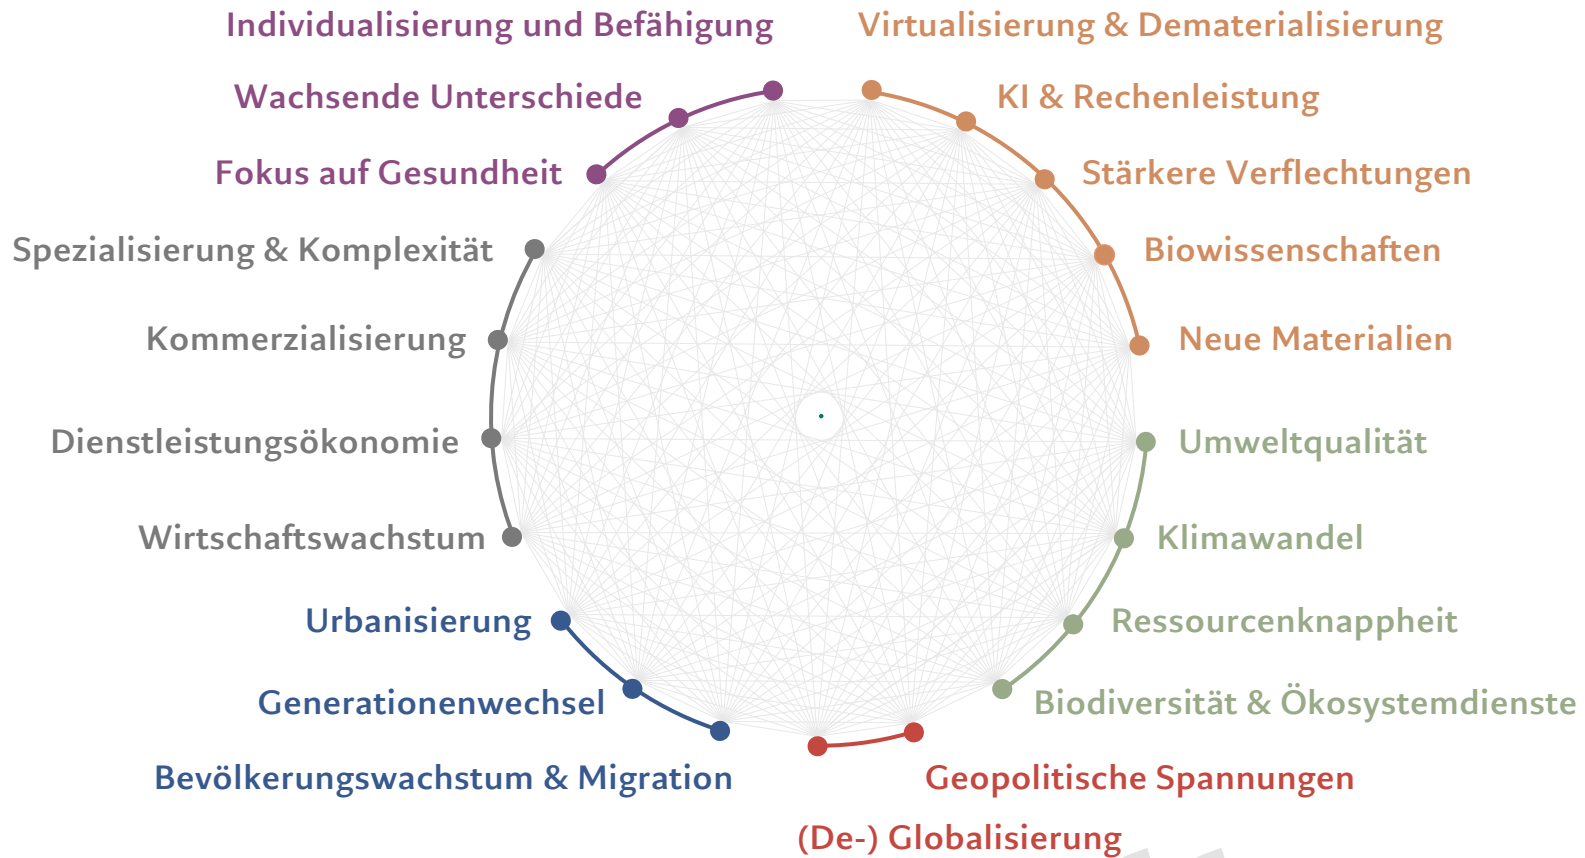 Individualisierung und Befähigung
Virtualisierung & Dematerialisierung
Wachsende Unterschiede
KI & Rechenleistung
Fokus auf Gesundheit
Stärkere Verflechtungen
Spezialisierung & Komplexität
Biowissenschaften
Kommerzialisierung
Neue Materialien
Dienstleistungsökonomie
Umweltqualität
Wirtschaftswachstum
Klimawandel
Urbanisierung
Ressourcenknappheit
Generationenwechsel
Biodiversität & Ökosystemdienste
Bevölkerungswachstum & Migration
Geopolitische Spannungen
(De-) Globalisierung